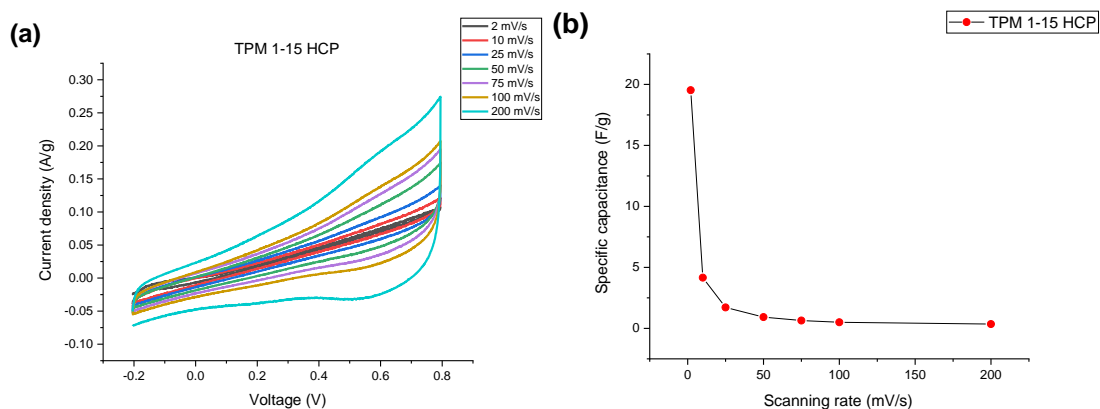 (a)
TPM 1-15 HCP
2 mV/s
10 mV/s
25 mV/s
50 mV/s
75 mV/s
100 mV/s
200 mV/s
0.30
0.25
0.20
0.15
0.10
0.05
0.00
-0.05
-0.10
Current density (A/g)
-0.2 0.0 0.2 0.4 0.6 0.8
Voltage (V)
(b)
TPM 1-15 HCP
20
15
10
5
0
Specific capacitance (F/g)
0 50 100 150 200
Scanning rate (mV/s)